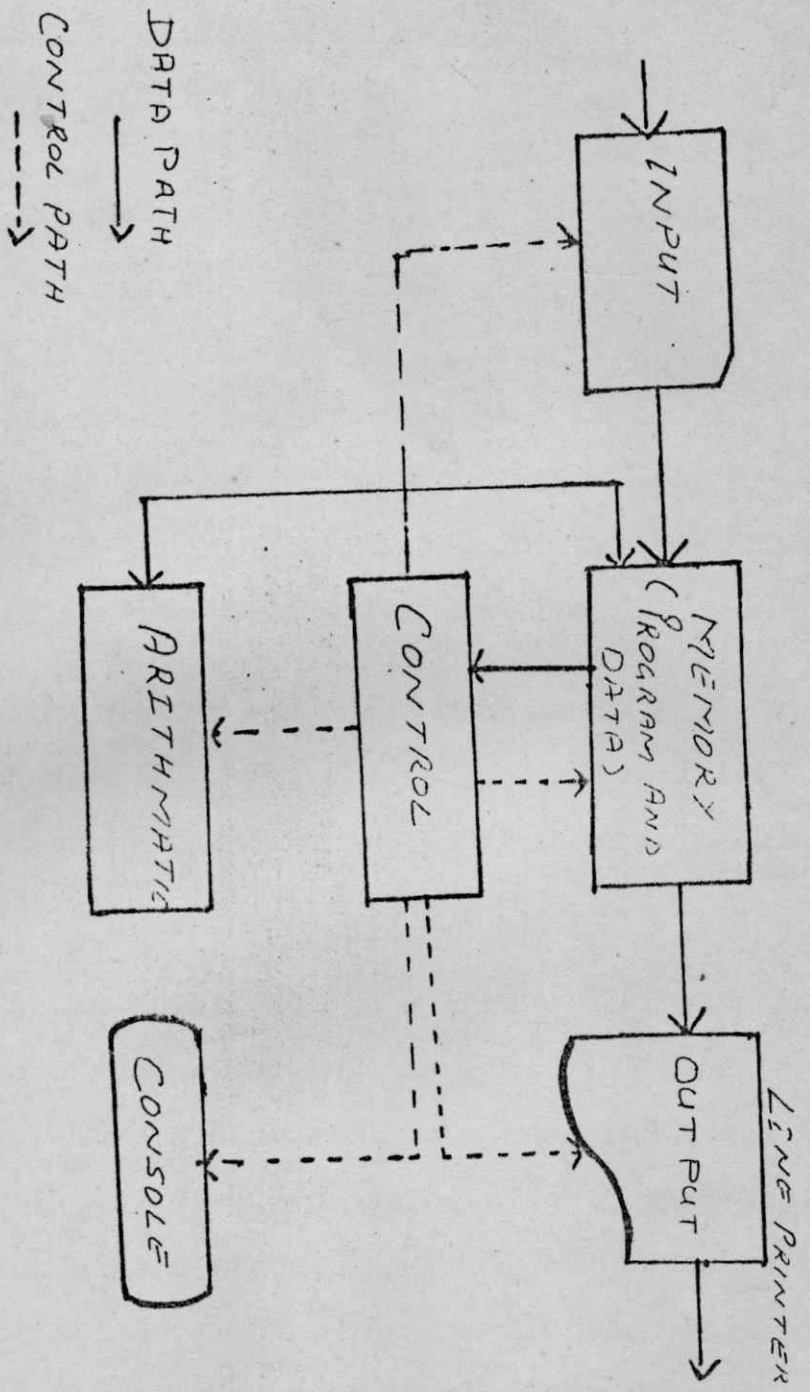 LINE PRINTER
INPUT
MEMORY
(PROGRAM AND
DATA)
OUTPUT
CONTROL
ARITHMATIC
CONSOLE
DATA PATH
CONTROL PATH